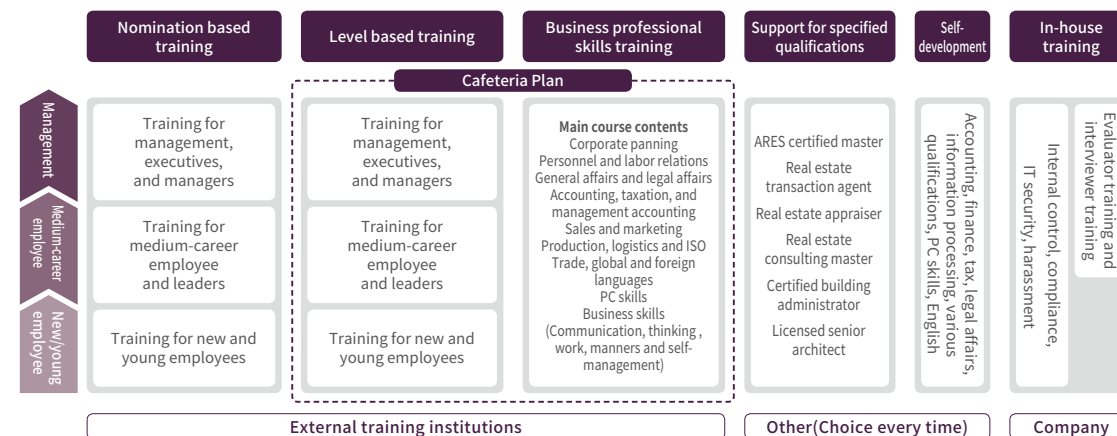 Nomination based
training
Level based training
Business professional
skills training
Support for specified
qualifications
Self-
development
In-house
training
Cafeteria Plan
Management
Medium-career
employee
New/young
employee
Training for
management,
executives,
and managers
Training for
medium-career
employee
and leaders
Training for new and
young employees
Training for
management,
executives,
and managers
Training for
medium-career
employee
and leaders
Training for new and
young employees
Main course contents
Corporate panning
Personnel and labor relations
General affairs and legal affairs
Accounting, taxation, and
management accounting
Sales and marketing
Production, logistics and ISO
Trade, global and foreign
languages
PC skills
Business skills
(Communication, thinking ,
work, manners and self-
management)
ARES certified master
Real estate
transaction agent
Real estate appraiser
Real estate
consulting master
Certified building
administrator
Licensed senior
architect
Accounting, finance, tax, legal affairs,
information processing, various
qualifications, PC skills, English
Internal control, compliance,
IT security, harassment
Evaluator training and
interviewer training
External training institutions
Other(Choice every time)
Company